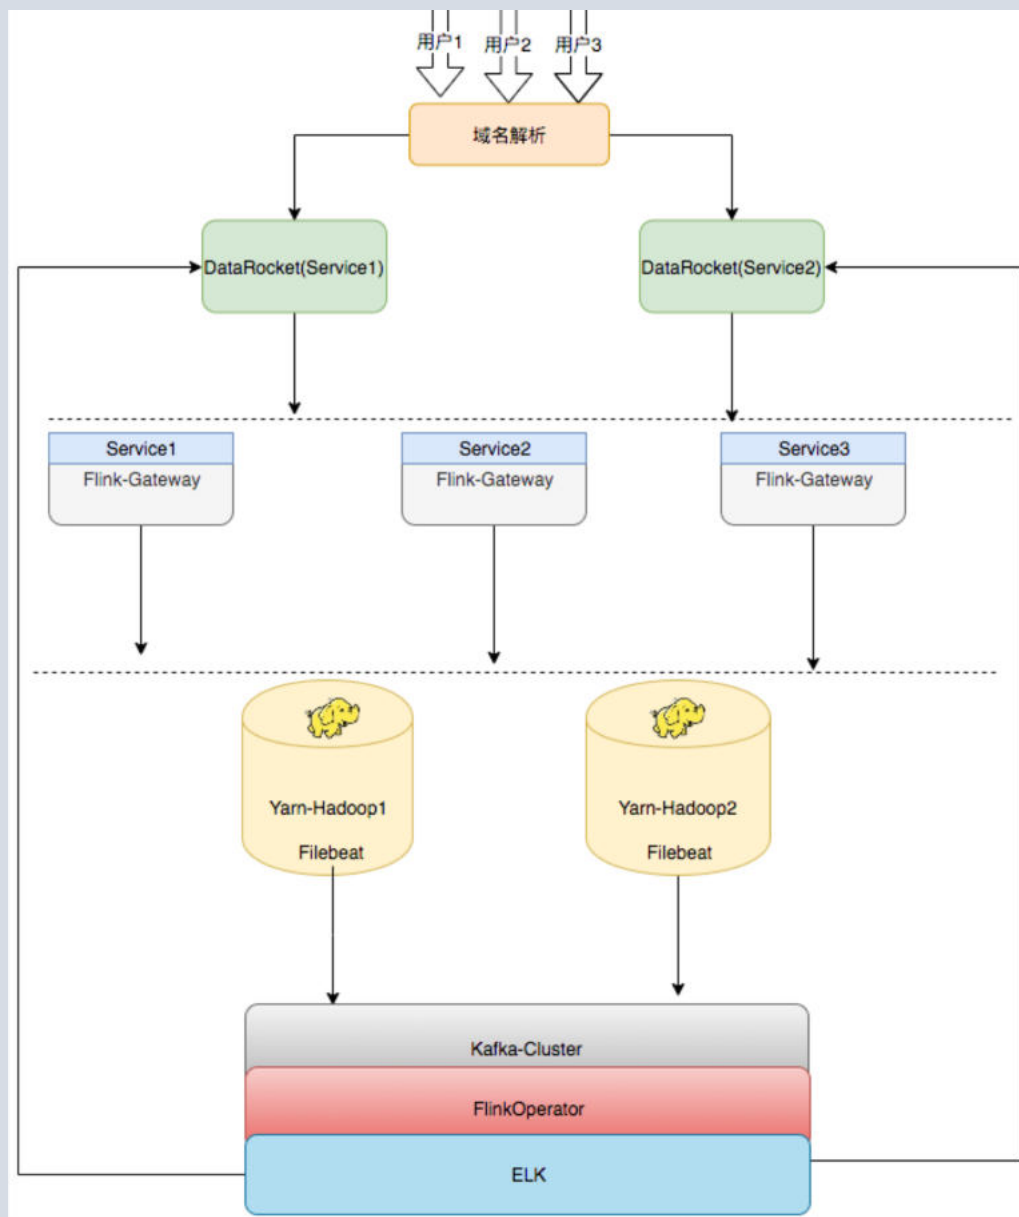 用户1
用户2
用户3
域名解析
DataRocket(Service1)
DataRocket(Service2)
Service1
Flink-Gateway
Service2
Flink-Gateway
Service3
Flink-Gateway
Yarn-Hadoop1
Filebeat
Yarn-Hadoop2
Filebeat
Kafka-Cluster
FlinkOperator
ELK